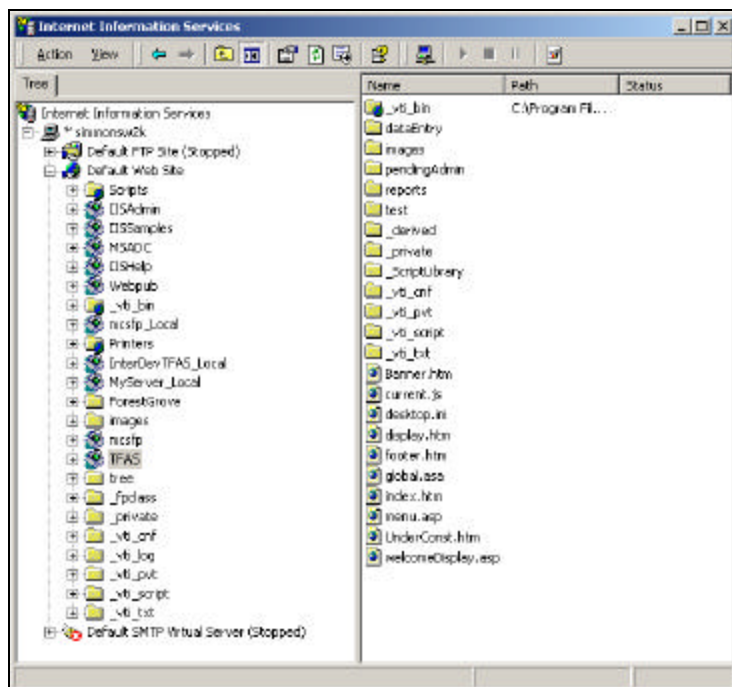 Internet Information Services
Action View
Tree
Internet Information Services
* simmonsw2k
Default FTP Site (Stopped)
Default Web Site
Scripts
IISAdmin
IISSamples
MSADC
IISHelp
Webpub
_vti_bin
mcsfp_Local
Printers
InterDevTFAS_Local
MyServer_Local
ForestGrove
images
mcsfp
TFAS
tree
_fpclass
_private
_vti_cnf
_vti_log
_vti_pvt
_vti_script
_vti_txt
Default SMTP Virtual Server (Stopped)
Name Path Status
_vti_bin C:\Program Fil...
dataEntry
images
pendingAdmin
reports
test
_derived
_private
_ScriptLibrary
_vti_cnf
_vti_pvt
_vti_script
_vti_txt
Banner.htm
current.js
desktop.ini
display.htm
footer.htm
global.asa
index.htm
menu.asp
UnderConst.htm
welcomeDisplay.asp